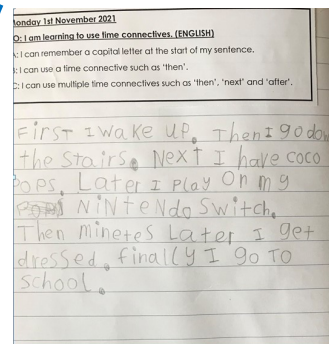 onday 1st November 2021
O: I am learning to use time connectives. (ENGLISH)
: I can remember a capital letter at the start of my sentence.
: I can use a time connective such as 'then'.
C: I can use multiple time connectives such as 'then', 'next' and 'after'.
First I wake up. Then I go dow
the stairs. Next I have coco
Pops. Later I Play On my
NiNteNdo Switch.
Then minetes Later I get
dressed. finally I go TO
school.